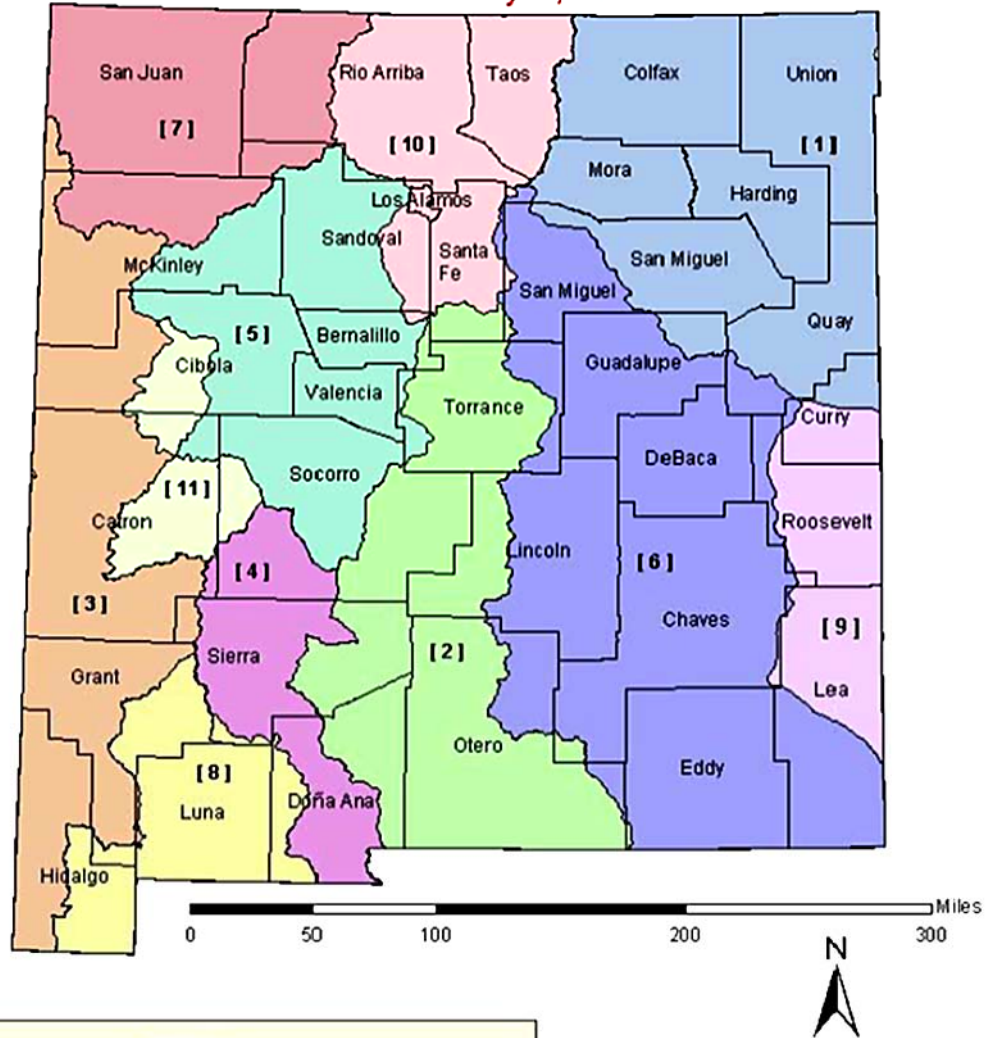 San Juan
Rio Arriba
Taos
Colfax
Union
[ 7 ]
[ 10 ]
[ 1 ]
Mora
Harding
Los Alamos
Sandoval
Santa
Fe
San Miguel
McKinley
San Miguel
Quay
[ 5 ]
Bernalillo
Guadalupe
Cibola
Valencia
Torrance
Curry
DeBaca
Socorro
[ 11 ]
Catron
Roosevelt
Lincoln
[ 6 ]
[ 4 ]
[ 3 ]
Chaves
[ 9 ]
Sierra
[ 2 ]
Grant
Lea
Otero
Eddy
[ 8 ]
Luna
Doña Ana
Hidalgo
Miles
0 50 100 200 300
N